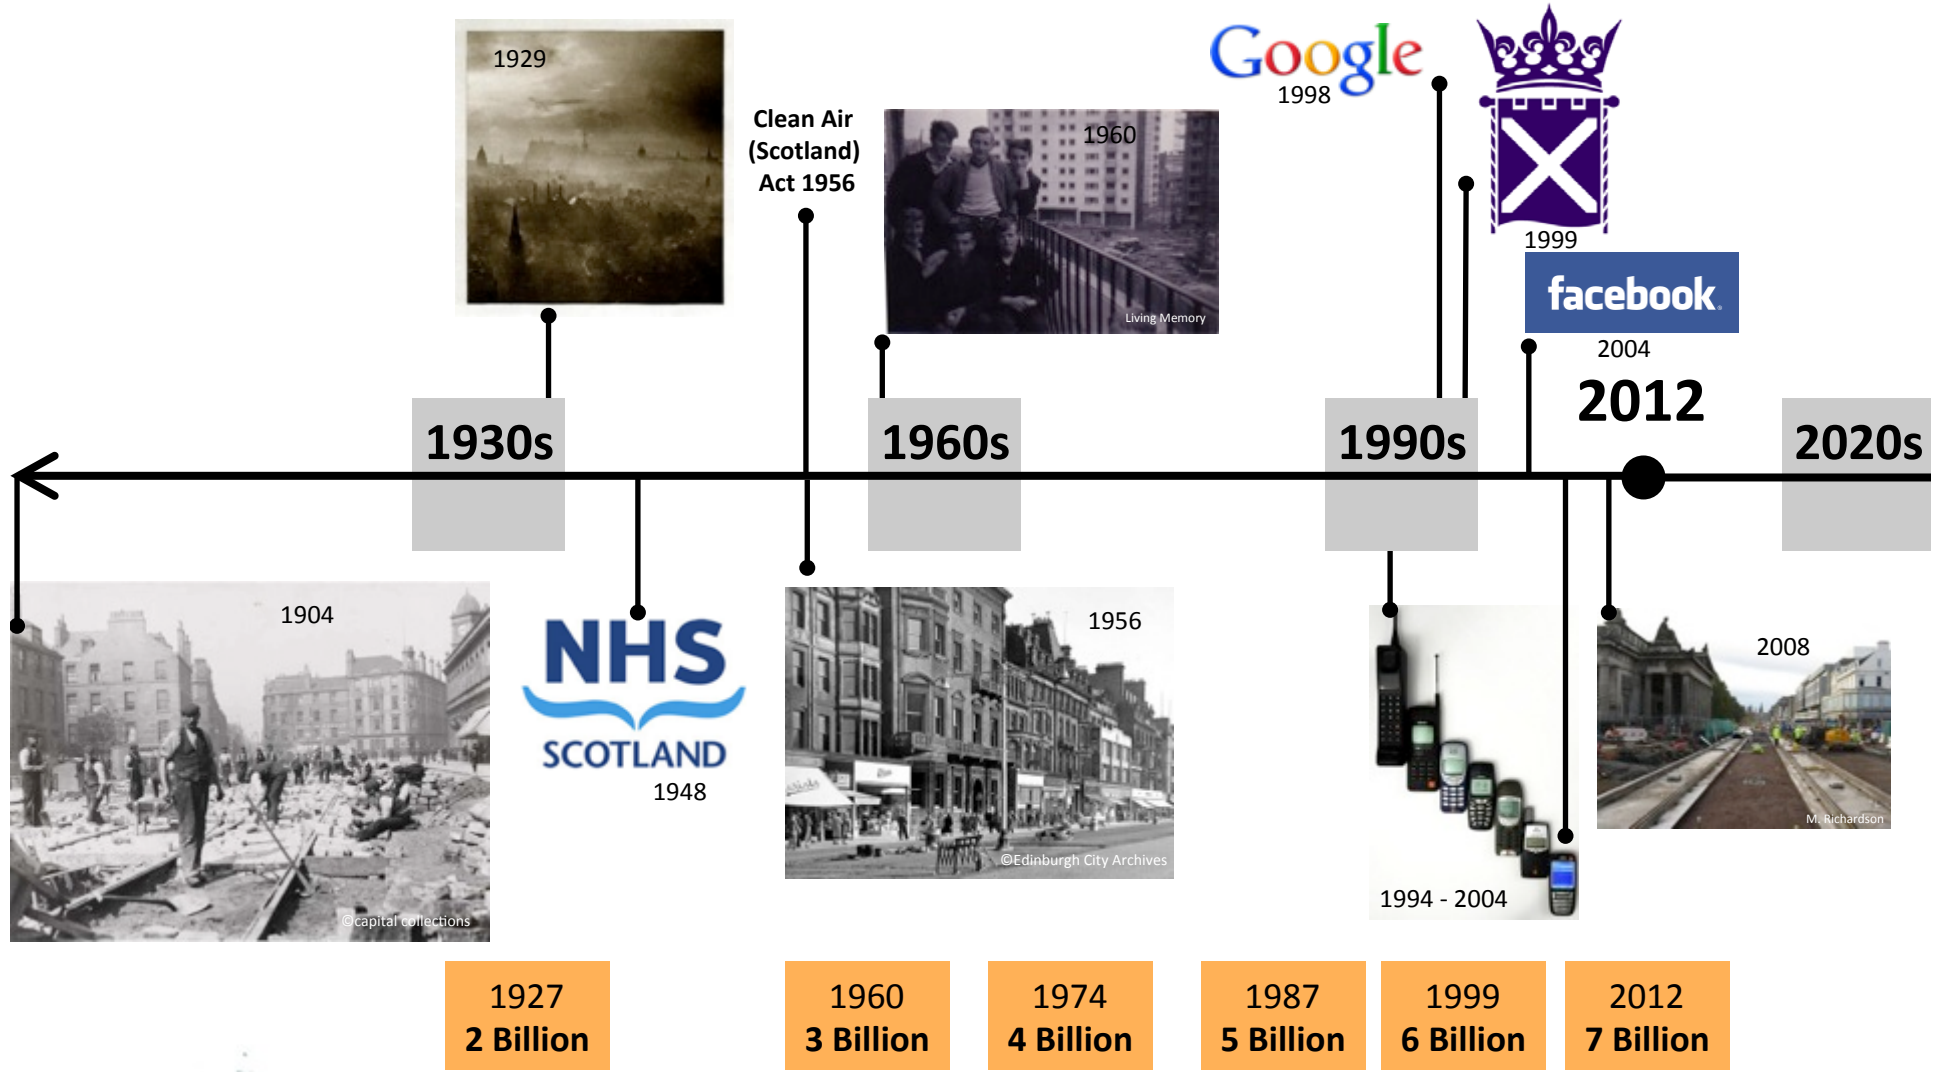 1929
Clean Air
(Scotland)
Act 1956
1960
Living Memory
Google
1998
1999
facebook
2004
2012
1930s
1960s
1990s
2020s
1904
©capital collections
NHS
SCOTLAND
1948
1956
©Edinburgh City Archives
1994 - 2004
2008
M. Richardson
1927
2 Billion
1960
3 Billion
1974
4 Billion
1987
5 Billion
1999
6 Billion
2012
7 Billion